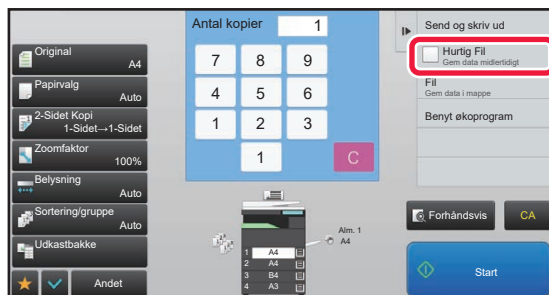 Original
A4
Papirvalg
Auto
2-Sidet Kopi
1-Sidet→1-Sidet
Zoomfaktor
100%
Belysning
Auto
Sortering/gruppe
Auto
Udkastbakke
Andet
Antal kopier 1
7 8 9
4 5 6
1 2 3
1 C
Alm. 1
A4
1 A4
2 A4
3 B4
4 A3
Send og skriv ud
Hurtig Fil
Gem data midlertidigt
Fil
Gem data i mappe
Benyt økoprogram
Forhåndsvis CA
Start